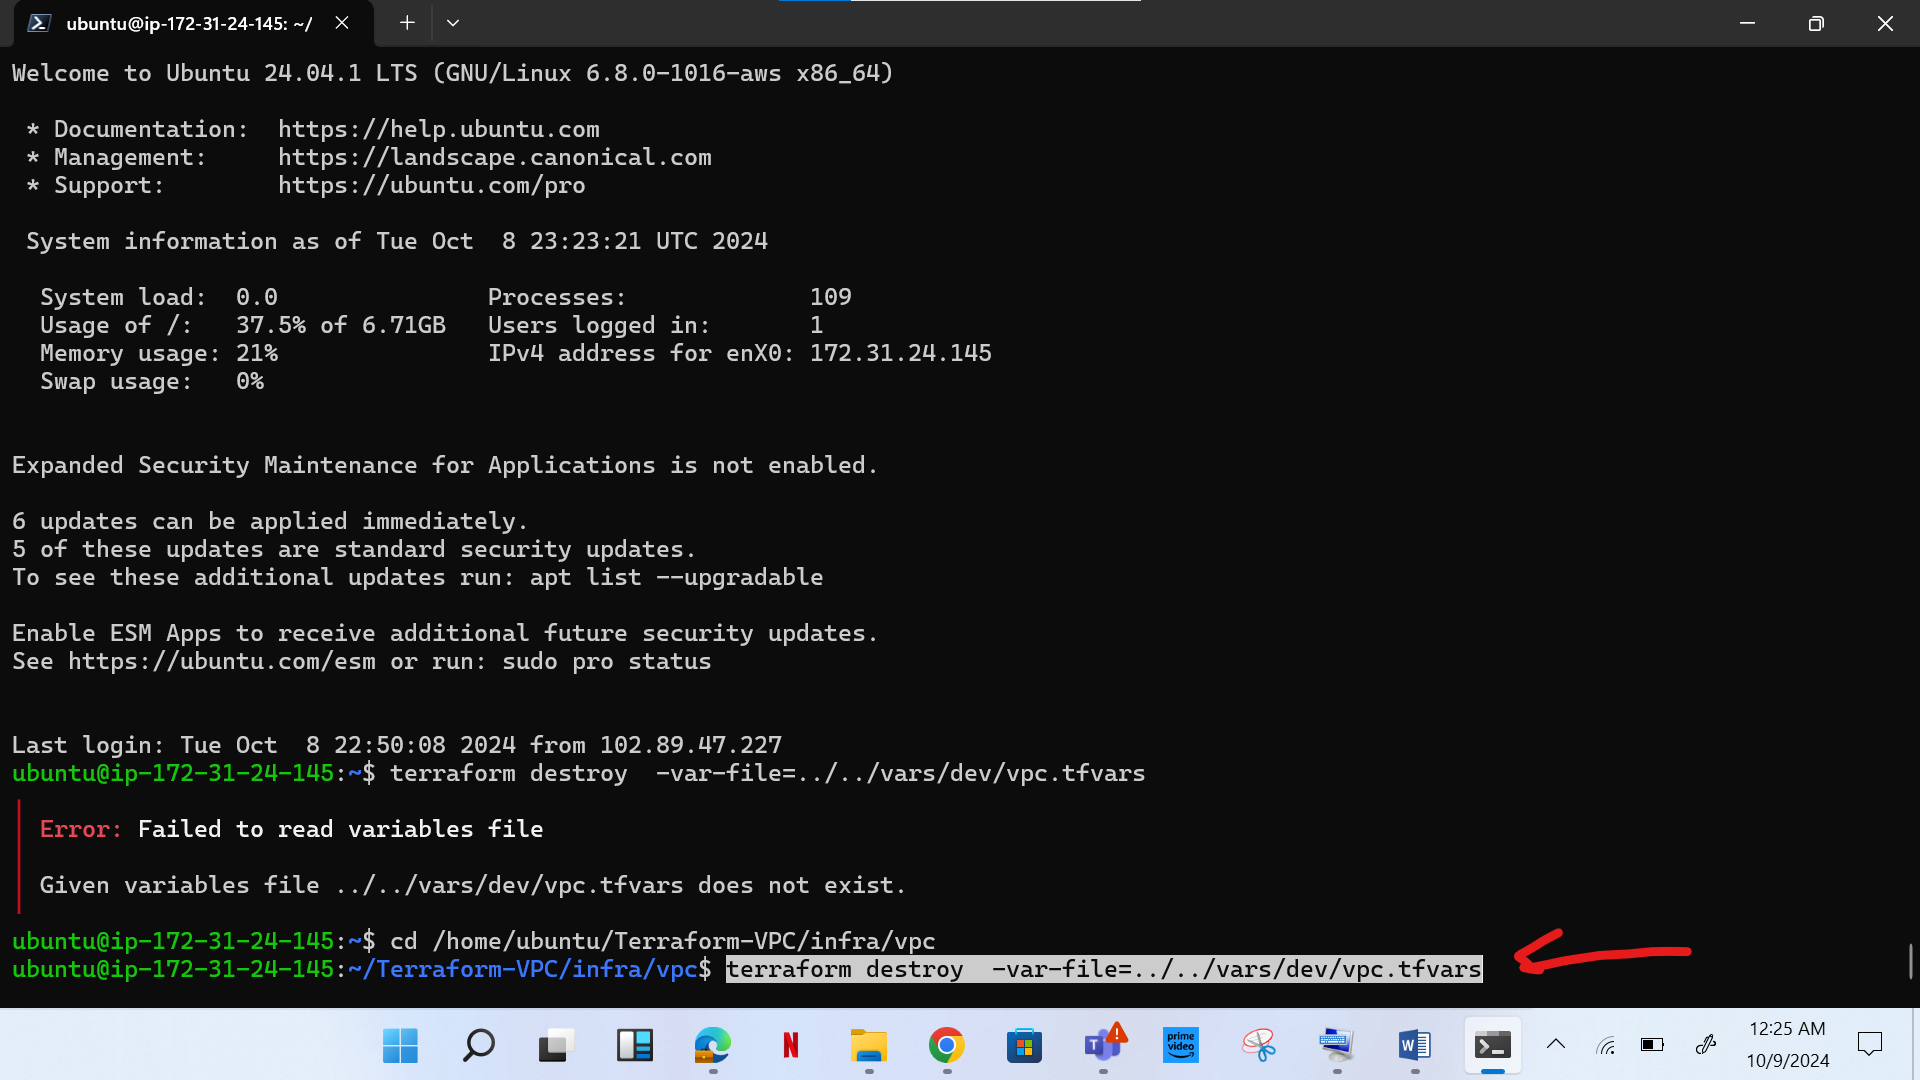 ubuntu@ip-172-31-24-145: ~/
Welcome to Ubuntu 24.04.1 LTS (GNU/Linux 6.8.0-1016-aws x86_64)
* Documentation:  https://help.ubuntu.com
* Management:     https://landscape.canonical.com
* Support:        https://ubuntu.com/pro
System information as of Tue Oct  8 23:23:21 UTC 2024
System load:  0.0               Processes:             109
Usage of /:   37.5% of 6.71GB   Users logged in:       1
Memory usage: 21%               IPv4 address for enX0: 172.31.24.145
Swap usage:   0%
Expanded Security Maintenance for Applications is not enabled.
6 updates can be applied immediately.
5 of these updates are standard security updates.
To see these additional updates run: apt list --upgradable
Enable ESM Apps to receive additional future security updates.
See https://ubuntu.com/esm or run: sudo pro status
Last login: Tue Oct  8 22:50:08 2024 from 102.89.47.227
ubuntu@ip-172-31-24-145:~$ terraform destroy  -var-file=../../vars/dev/vpc.tfvars
Error: Failed to read variables file
Given variables file ../../vars/dev/vpc.tfvars does not exist.
ubuntu@ip-172-31-24-145:~$ cd /home/ubuntu/Terraform-VPC/infra/vpc
ubuntu@ip-172-31-24-145:~/Terraform-VPC/infra/vpc$ terraform destroy  -var-file=../../vars/dev/vpc.tfvars
N
T
prime video
W
12:25 AM
10/9/2024